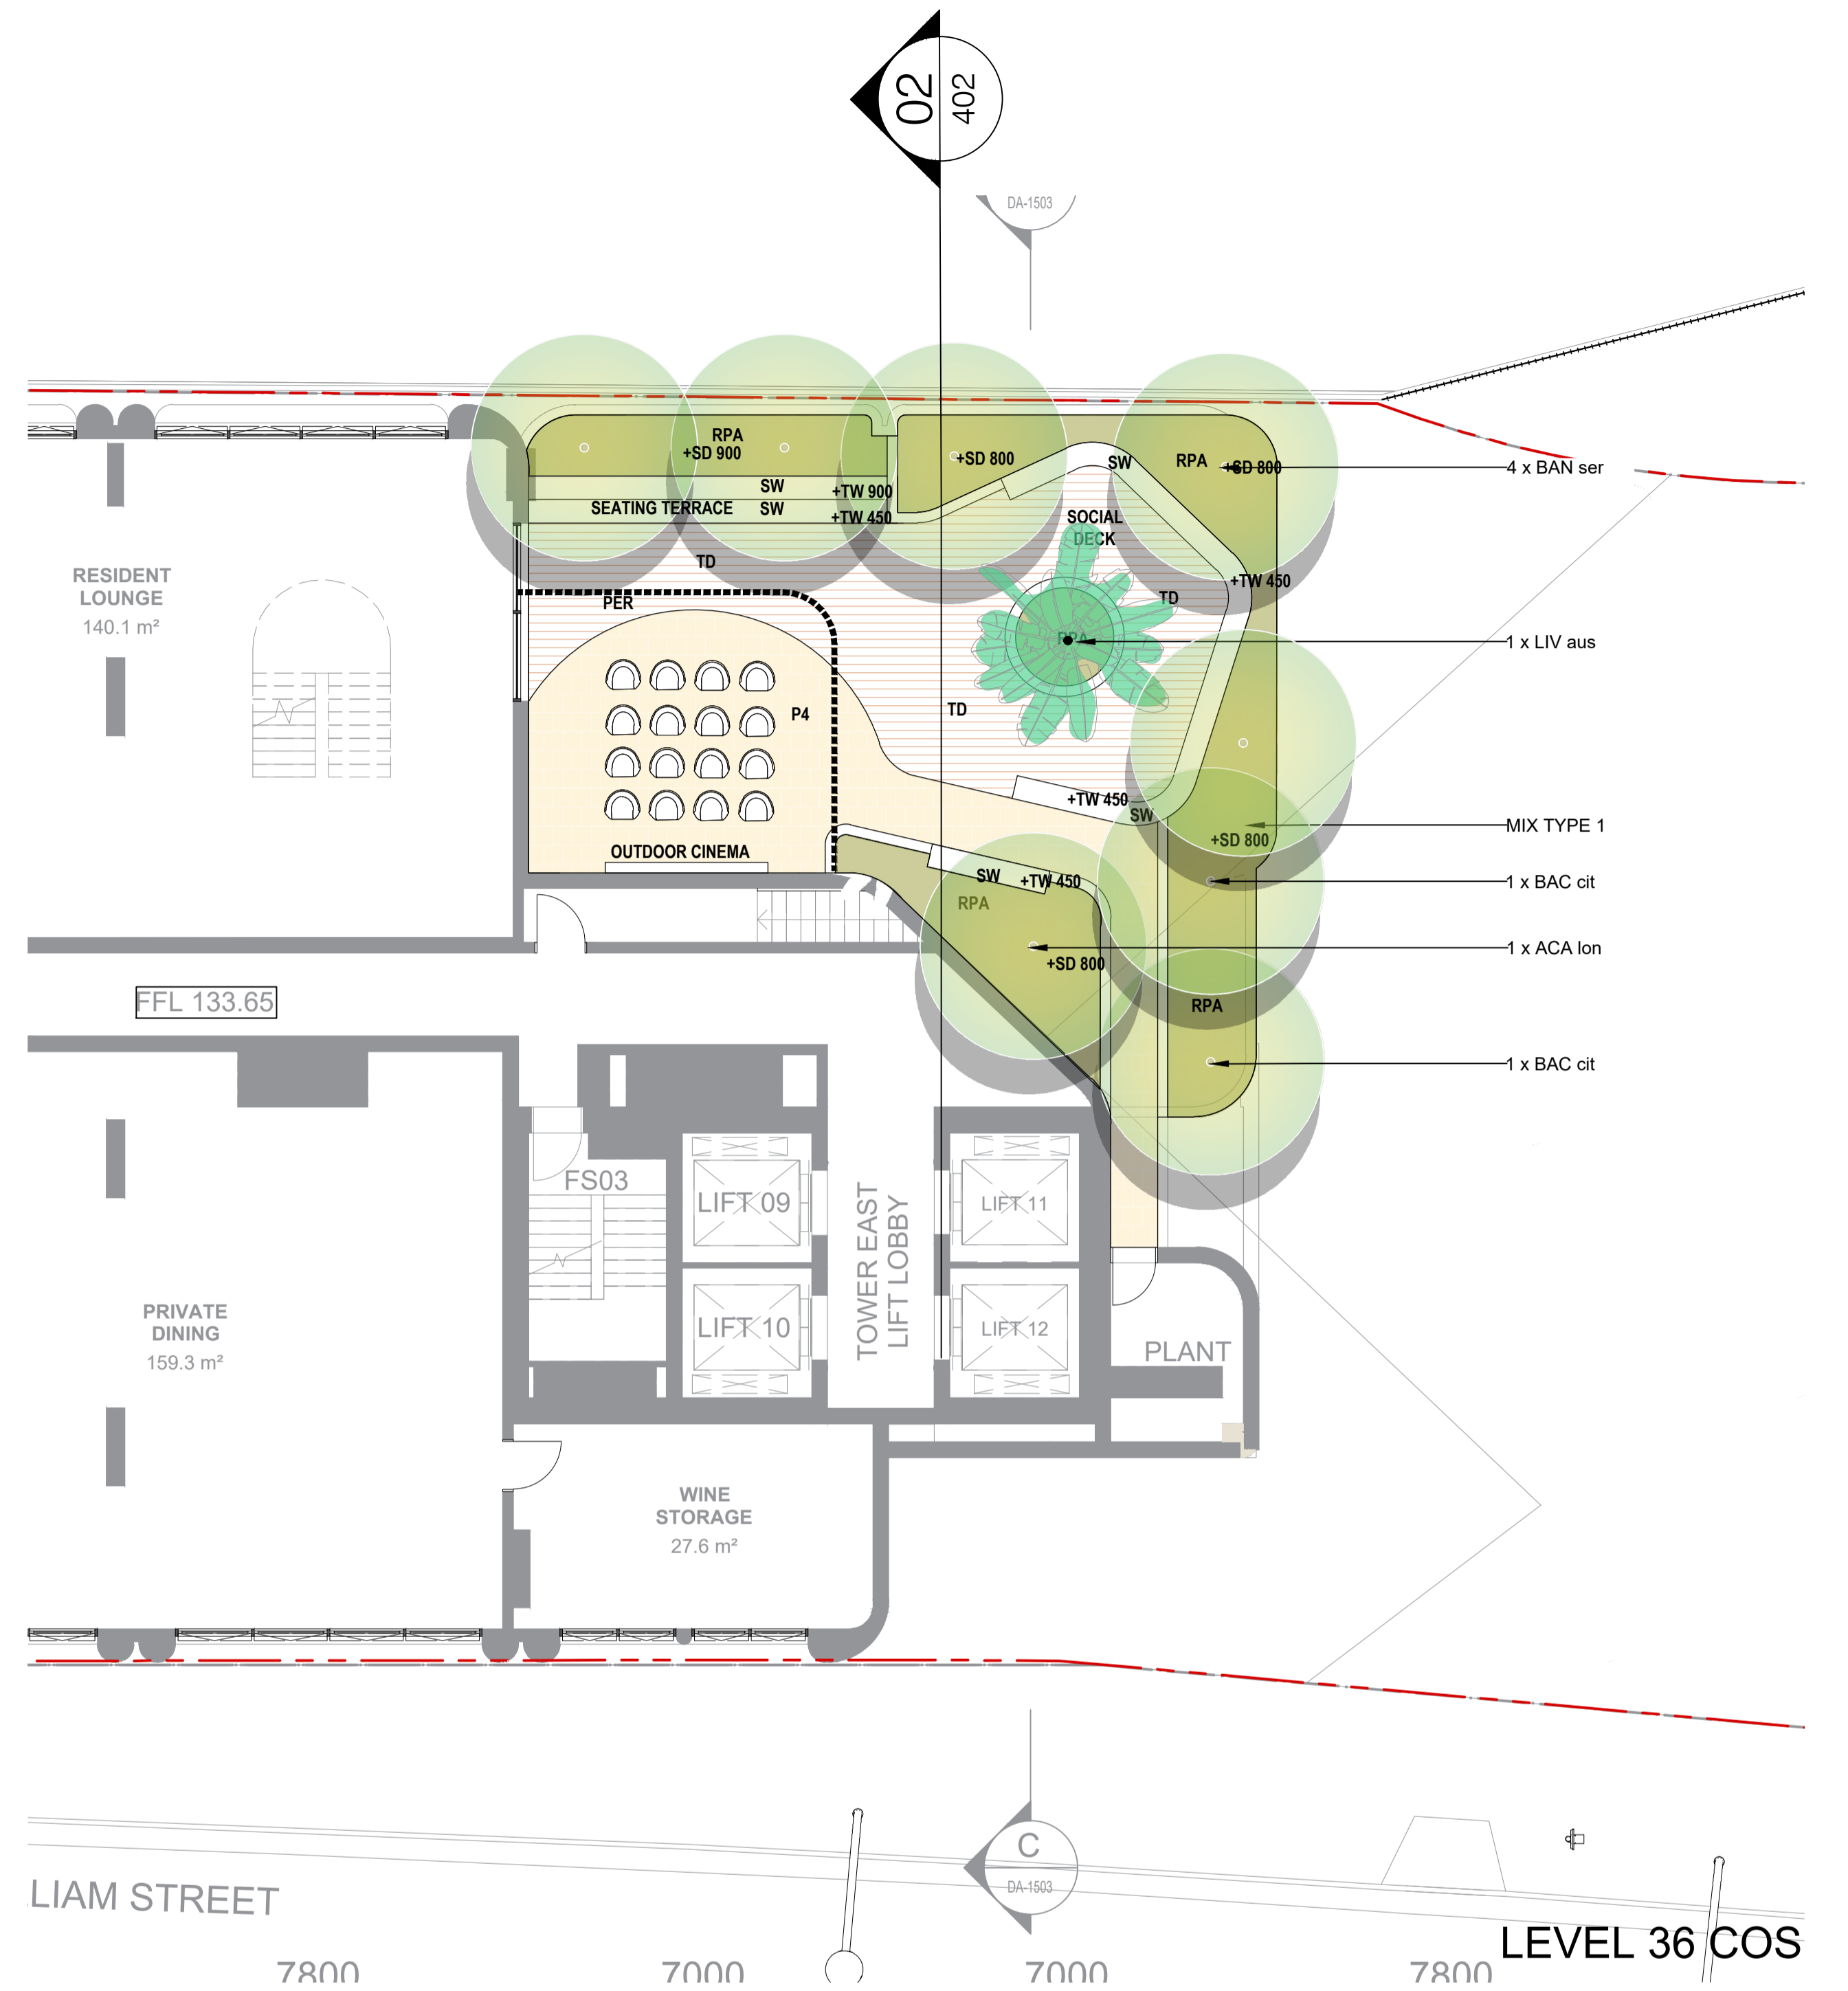 02
402
DA-1503
RPA
+SD 900
+SD 800
SW
RPA
+SD 800
4 x BAN ser
SW
+TW 900
SEATING TERRACE
SW
+TW 450
SOCIAL
DECK
TD
RESIDENT
LOUNGE
140.1 m²
PER
+TW 450
TD
RPA
1 x LIV aus
P4
TD
+TW 450
SW
MIX TYPE 1
+SD 800
OUTDOOR CINEMA
SW
+TW 450
1 x BAC cit
RPA
1 x ACA lon
+SD 800
FFL 133.65
RPA
1 x BAC cit
FS03
LIFT 09
LIFT 11
TOWER EAST
LIFT LOBBY
LIFT 10
LIFT 12
PRIVATE
DINING
159.3 m²
PLANT
WINE
STORAGE
27.6 m²
C
DA-1503
LIAM STREET
LEVEL 36 COS
7800
7000
7000
7800